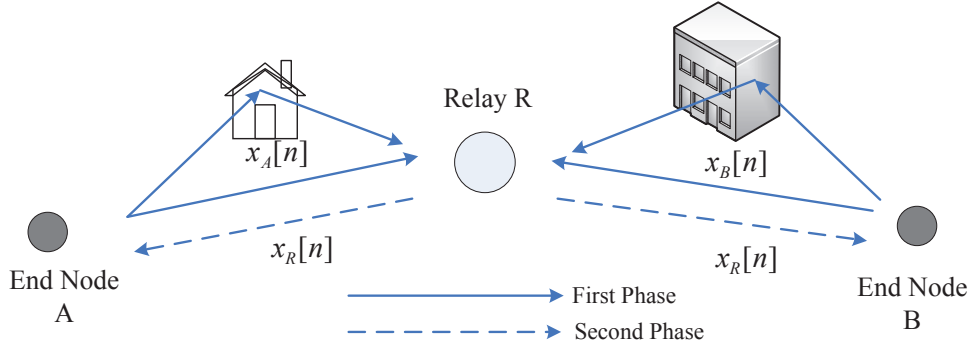 Relay R
x_A[n]
x_B[n]
x_R[n]
x_R[n]
End Node
A
End Node
B
First Phase
Second Phase